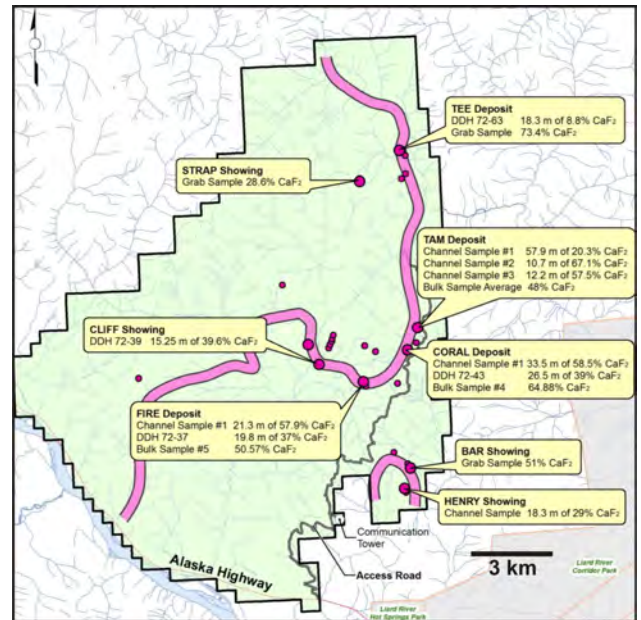 TEE Deposit
DDH 72-63 18.3 m of 8.8% CaF₂
Grab Sample 73.4% CaF₂
STRAP Showing
Grab Sample 28.6% CaF₂
TAM Deposit
Channel Sample #1 57.9 m of 20.3% CaF₂
Channel Sample #2 10.7 m of 67.1% CaF₂
Channel Sample #3 12.2 m of 57.5% CaF₂
Bulk Sample Average 48% CaF₂
CLIFF Showing
DDH 72-39 15.25 m of 39.6% CaF₂
CORAL Deposit
Channel Sample #1 33.5 m of 58.5% CaF₂
DDH 72-43 26.5 m of 39% CaF₂
Bulk Sample #4 64.88% CaF₂
FIRE Deposit
Channel Sample #1 21.3 m of 57.9% CaF₂
DDH 72-37 19.8 m of 37% CaF₂
Bulk Sample #5 50.57% CaF₂
BAR Showing
Grab Sample 51% CaF₂
HENRY Showing
Channel Sample 18.3 m of 29% CaF₂
Communication
Tower
Alaska Highway
Access Road
3 km
Liard River
Corridor Park
Liard River
Hot Springs Park